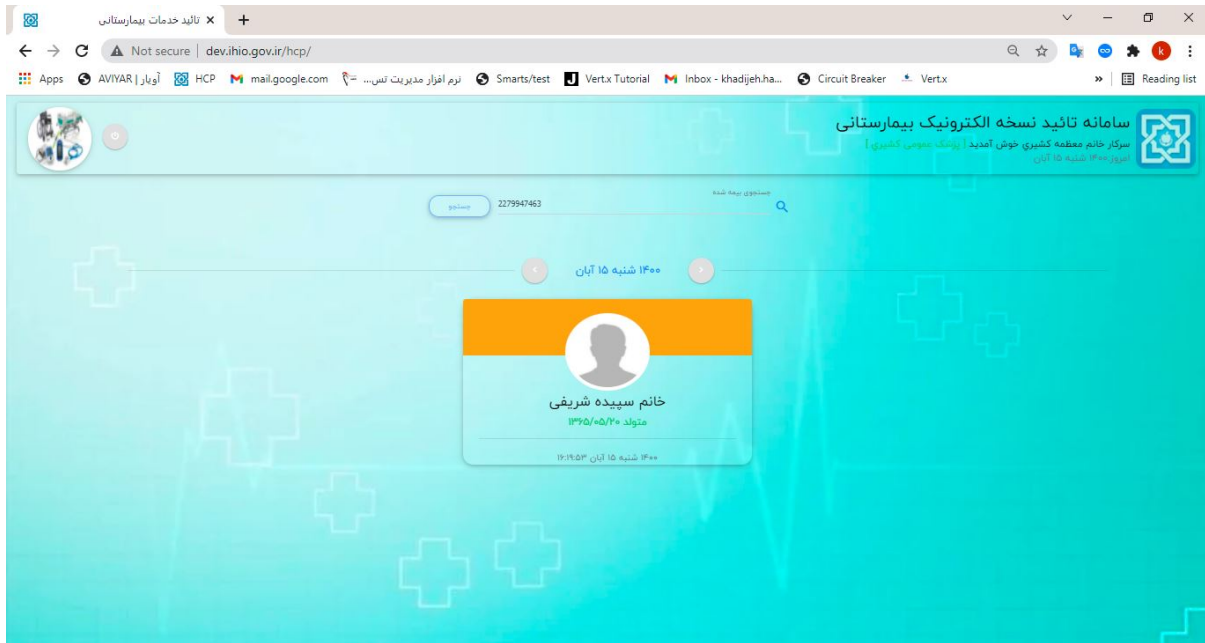 تائید خدمات بیمارستانی
Not secure | dev.ihio.gov.ir/hcp/
Apps AVIYAR | آویار HCP mail.google.com نرم افزار مدیریت تس... Smarts/test Vert.x Tutorial Inbox - khadijeh.ha... Circuit Breaker Vert.x » Reading list
سامانه تائید نسخه الکترونیک بیمارستانی
سرکار خانم معظمه کشیری خوش آمدید [ پزشک عمومی کشیری ]
امروز ۱۴۰۰ شنبه ۱۵ آبان
جستجوی بیمه شده
2279947463
جستجو
۱۴۰۰ شنبه ۱۵ آبان
خانم سپیده شریفی
متولد ۱۳۶۵/۰۵/۲۰
۱۴۰۰ شنبه ۱۵ آبان ۱۶:۱۹:۵۳